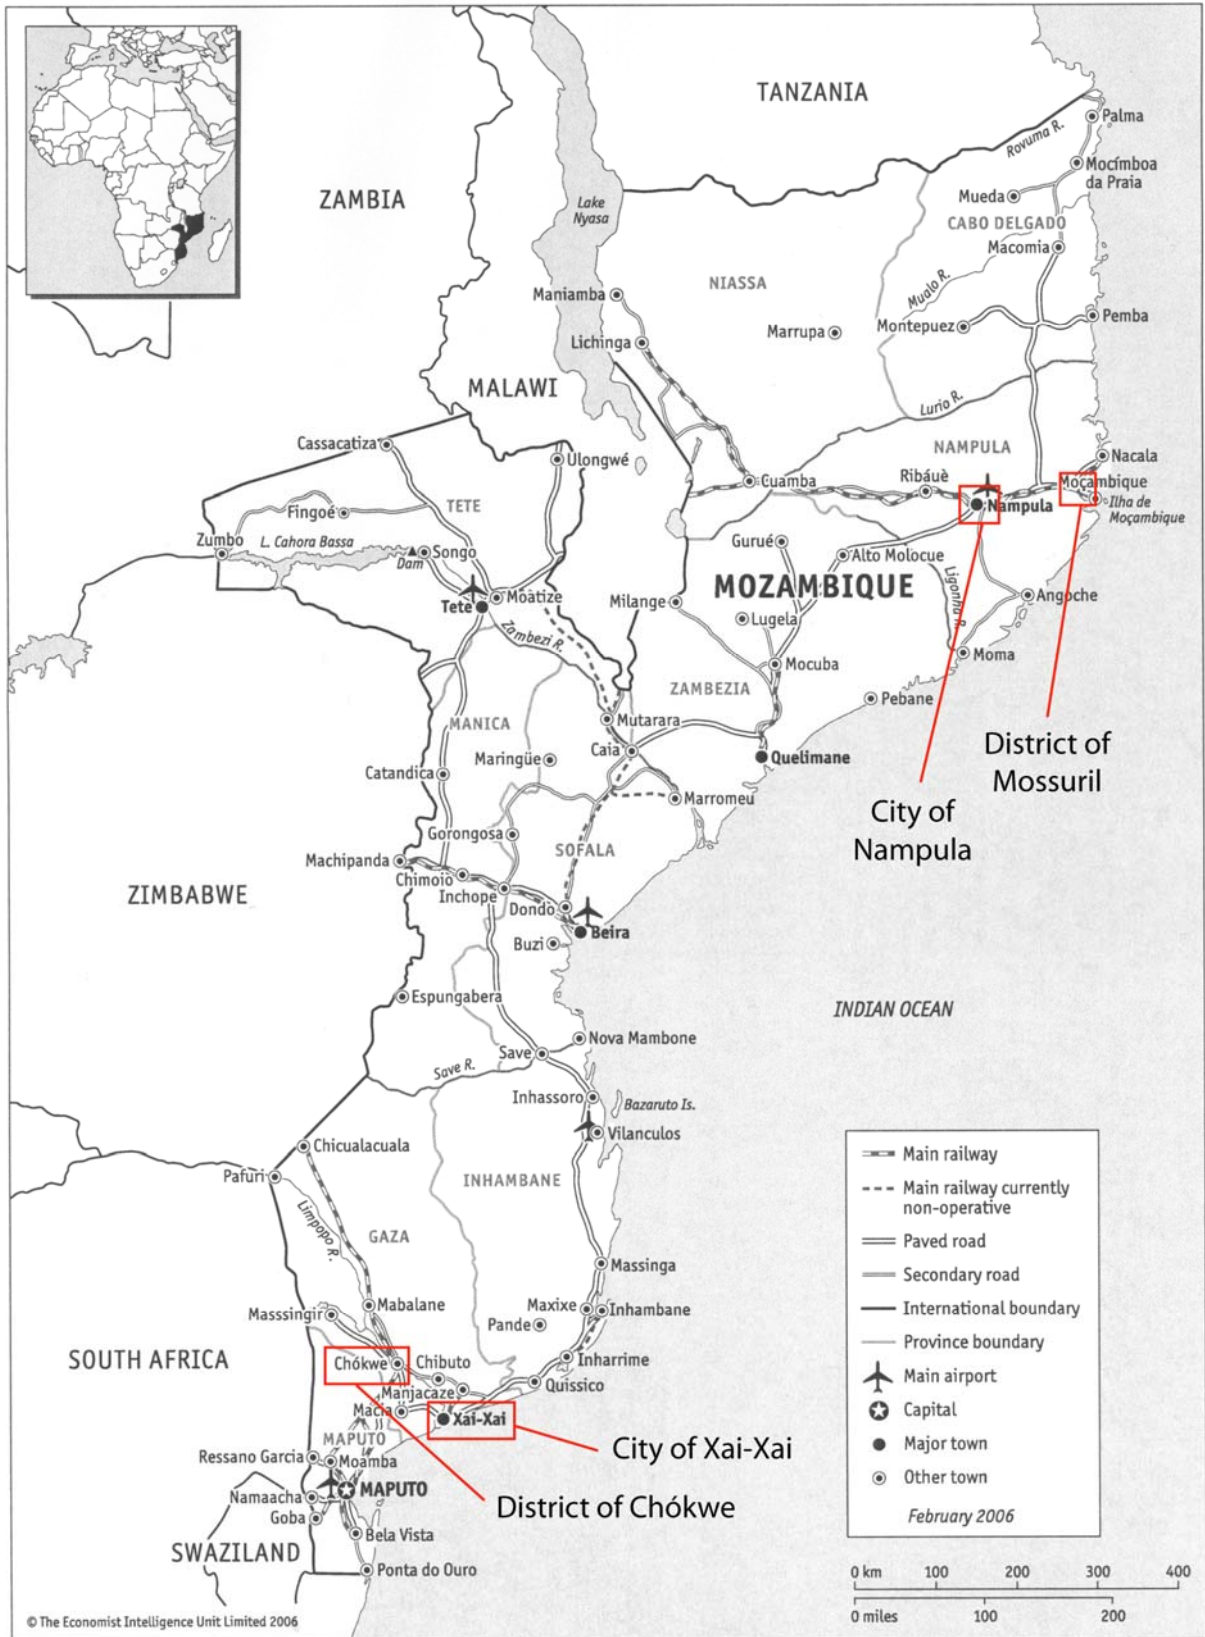 TANZANIA
Palma
Rovuma R.
Mocímboa
da Praia
ZAMBIA
Lake
Nyasa
Mueda
CABO DELGADO
Macomia
NIASSA
Mualo R.
Maniamba
Marrupa
Montepuez
Pemba
Lichinga
MALAWI
Lurio R.
NAMPULA
Cassacatiza
Ulongwé
Nacala
Cuamba
Ribáuè
Moçambique
Ilha de
Moçambique
TETE
Nampula
Fingoé
Zumbo
L. Cahora Bassa
Dam
Songo
Gurué
Alto Molocue
MOZAMBIQUE
Ligonha R.
Angoche
Moatize
Tete
Milange
Lugela
Zambezi R.
Moma
Mocuba
ZAMBEZIA
Pebane
MANICA
Mutarara
Maringüe
Caia
Quelimane
District of
Mossuril
Catandica
Marromeu
City of
Nampula
Gorongosa
SOFALA
Machipanda
Chimoio
Inchope
ZIMBABWE
Dondo
Beira
Buzi
Espungabera
INDIAN OCEAN
Nova Mambone
Save
Save R.
Inhassoro
Bazaruto Is.
Vilanculos
Chicualacuala
Pafuri
INHAMBANE
Limpopo R.
GAZA
Massinga
Mabalane
Masssingir
Maxixe
Inhambane
Pande
SOUTH AFRICA
Chókwe
Chibuto
Inharrime
Manjacaze
Quissico
Macia
Xai-Xai
MAPUTO
City of Xai-Xai
Ressano Garcia
Moamba
MAPUTO
Namaacha
District of Chókwe
Goba
Bela Vista
SWAZILAND
Ponta do Ouro
Main railway
Main railway currently
non-operative
Paved road
Secondary road
International boundary
Province boundary
Main airport
Capital
Major town
Other town
February 2006
0 km 100 200 300 400
0 miles 100 200
© The Economist Intelligence Unit Limited 2006